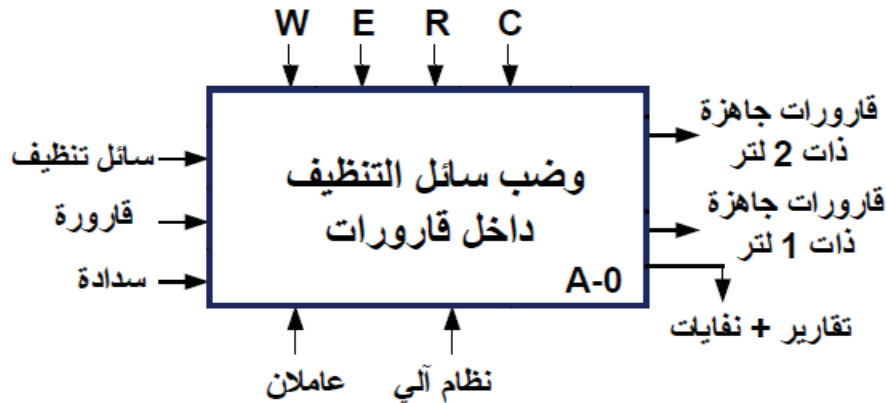 W E R C
قارورات جاهزة
ذات 2 لتر
سائل تنظيف
وضب سائل التنظيف
داخل قارورات
قارورة
قارورات جاهزة
ذات 1 لتر
سدادة
A-0
تقارير + نفايات
نظام آلي
عاملان